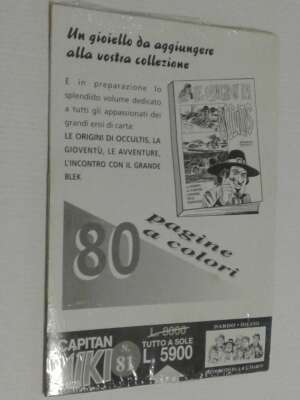 Un gioiello da aggiungere
alla vostra collezione
E in preparazione lo
splendido volume dedicato
a tutti gli appassionati dei
grandi eroi di carta:
LE ORIGINI DI OCCULTIS, LA
GIOVENTÙ, LE AVVENTURE,
L'INCONTRO CON IL GRANDE
BLEK
80
pagine
a colori
CAPITAN
MIKI
N.
81
L. 8000
TUTTO A SOLE
L. 5900